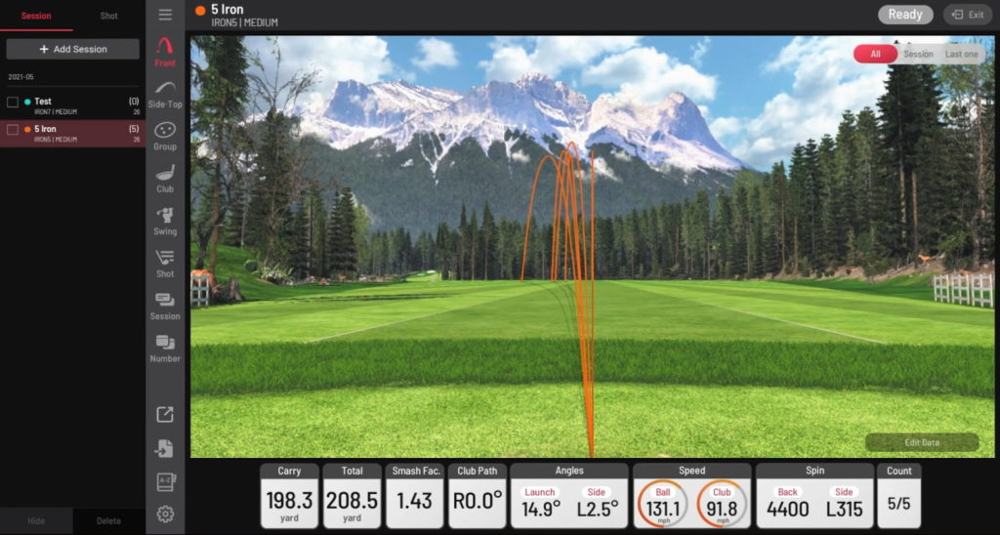 Session
Shot
+ Add Session
2021-05
Test (0)
IRON7 | MEDIUM 26
5 Iron (5)
IRON5 | MEDIUM 26
Hide
Delete
Front
Side-Top
Group
Club
Swing
Shot
Session
Number
A-Z
5 Iron
IRON5 | MEDIUM
Ready
Exit
All
Session
Last one
Edit Data
Carry
198.3
yard
Total
208.5
yard
Smash Fac.
1.43
Club Path
R0.0°
Angles
Launch Side
14.9° L2.5°
Speed
Ball Club
131.1 91.8
mph mph
Spin
Back Side
4400 L315
Count
5/5